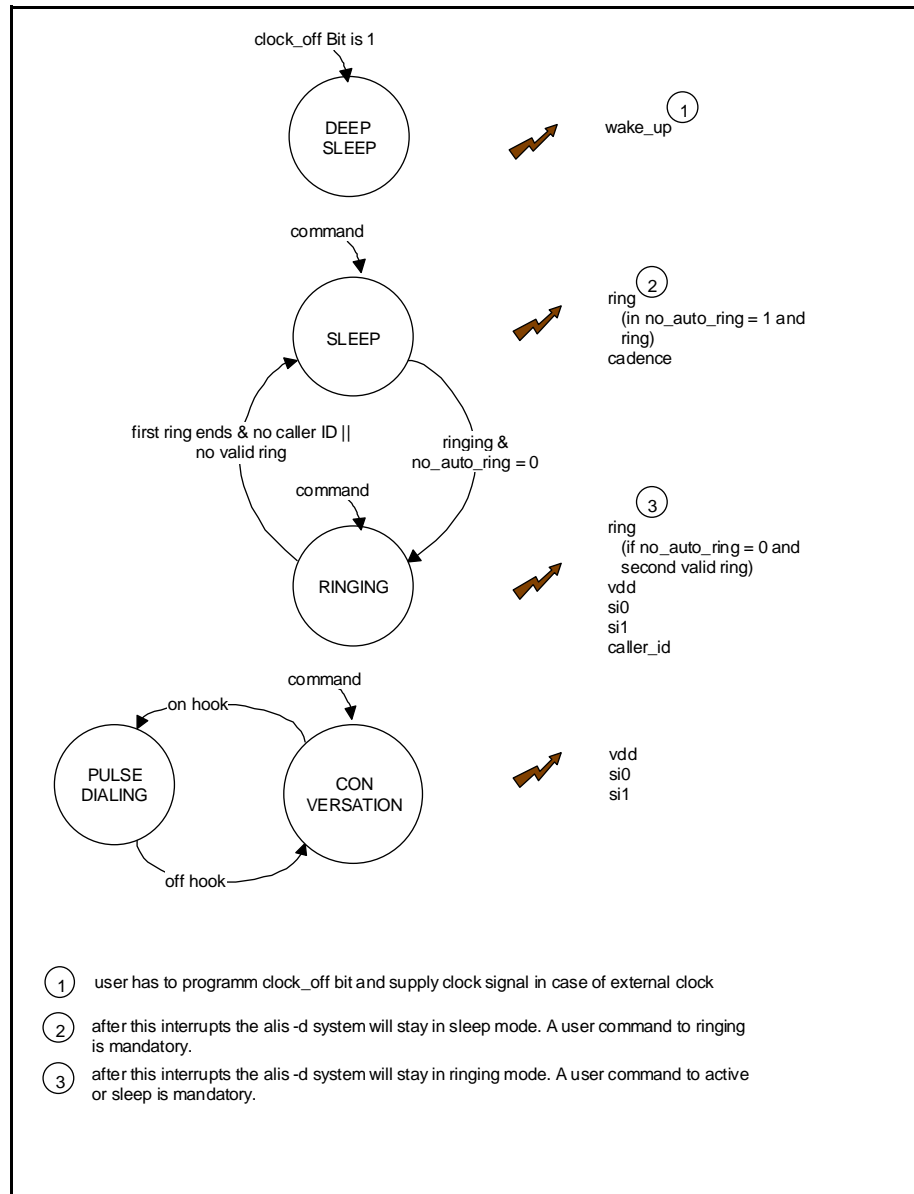 clock_off Bit is 1
DEEP
SLEEP
1
wake_up
command
SLEEP
2
ring
(in no_auto_ring = 1 and
ring)
cadence
first ring ends & no caller ID ||
no valid ring
ringing &
no_auto_ring = 0
command
RINGING
3
ring
(if no_auto_ring = 0 and
second valid ring)
vdd
si0
si1
caller_id
command
on hook
PULSE
DIALING
CON
VERSATION
off hook
vdd
si0
si1
1 user has to programm clock_off bit and supply clock signal in case of external clock
2 after this interrupts the alis -d system will stay in sleep mode. A user command to ringing
is mandatory.
3 after this interrupts the alis -d system will stay in ringing mode. A user command to active
or sleep is mandatory.